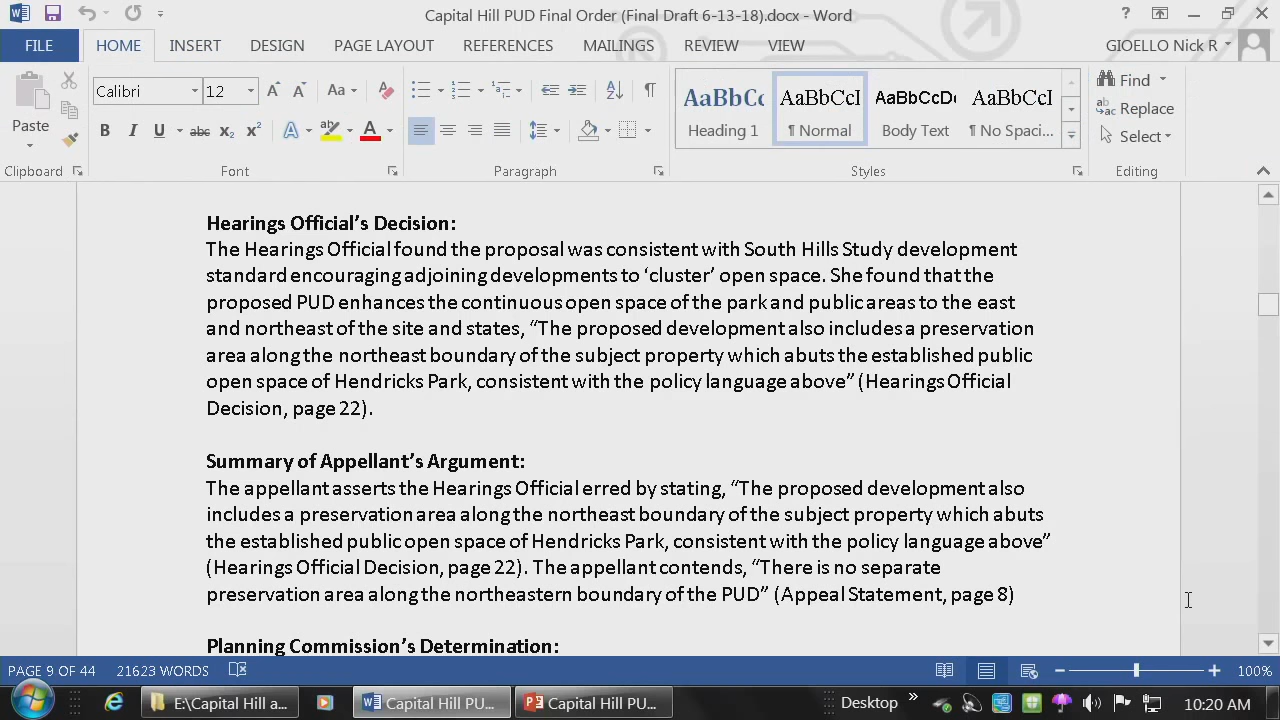 Capital Hill PUD Final Order (Final Draft 6-13-18).docx - Word
FILE HOME INSERT DESIGN PAGE LAYOUT REFERENCES MAILINGS REVIEW VIEW GIOELLO Nick R
Calibri 12 Aa AaBbCc AaBbCcI AaBbCcDc AaBbCcI Find
Replace
Paste B I U abc X₂ X² A A Heading 1 ¶ Normal Body Text ¶ No Spaci... Select
Clipboard Font Paragraph Styles Editing
Hearings Official’s Decision:
The Hearings Official found the proposal was consistent with South Hills Study development
standard encouraging adjoining developments to ‘cluster’ open space. She found that the
proposed PUD enhances the continuous open space of the park and public areas to the east
and northeast of the site and states, “The proposed development also includes a preservation
area along the northeast boundary of the subject property which abuts the established public
open space of Hendricks Park, consistent with the policy language above” (Hearings Official
Decision, page 22).
Summary of Appellant’s Argument:
The appellant asserts the Hearings Official erred by stating, “The proposed development also
includes a preservation area along the northeast boundary of the subject property which abuts
the established public open space of Hendricks Park, consistent with the policy language above”
(Hearings Official Decision, page 22). The appellant contends, “There is no separate
preservation area along the northeastern boundary of the PUD” (Appeal Statement, page 8)
Planning Commission’s Determination:
PAGE 9 OF 44 21623 WORDS 100%
E:\Capital Hill a... Capital Hill PU... Capital Hill PU... Desktop 10:20 AM